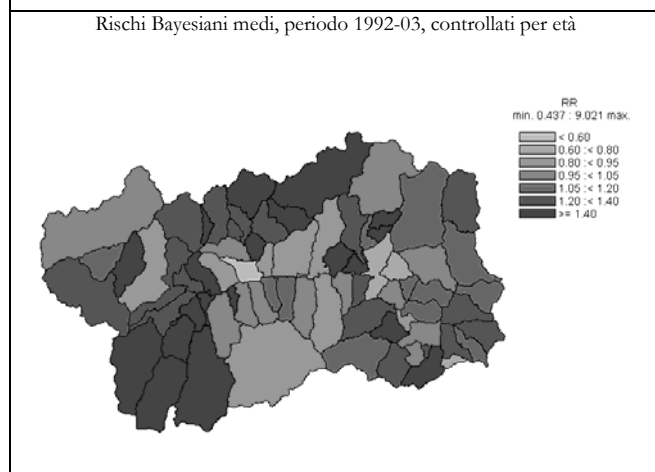 Rischi Bayesiani medi, periodo 1992-03, controllati per età
RR
min. 0.437 : 9.021 max.
< 0.60
0.60 :< 0.80
0.80 :< 0.95
0.95 :< 1.05
1.05 :< 1.20
1.20 :< 1.40
>= 1.40